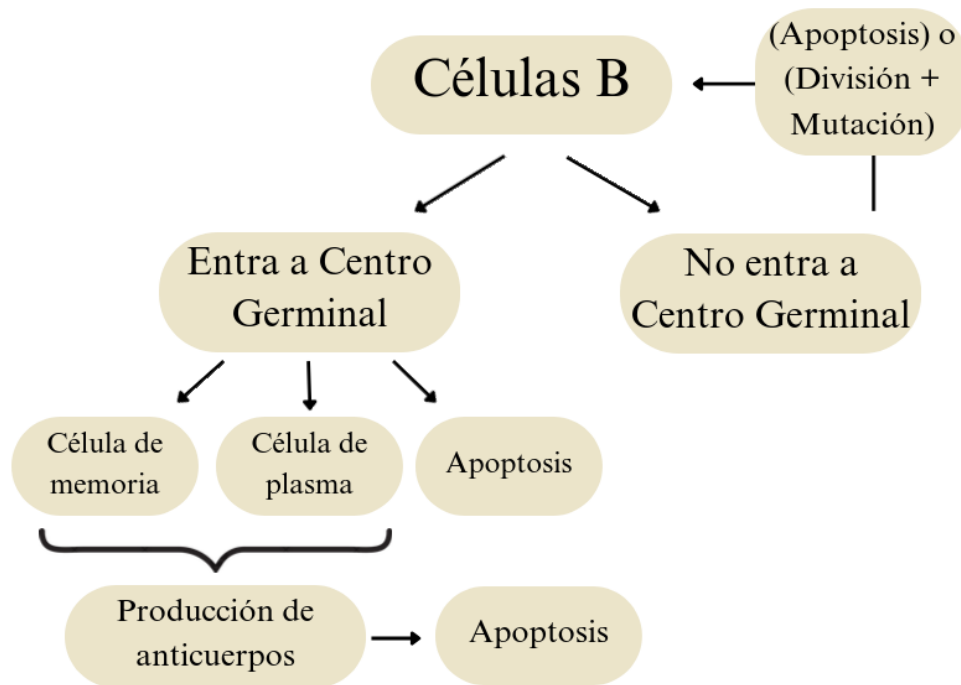 Células B
(Apoptosis) o
(División +
Mutación)
Entra a Centro
Germinal
No entra a
Centro Germinal
Célula de
memoria
Célula de
plasma
Apoptosis
Producción de
anticuerpos
Apoptosis